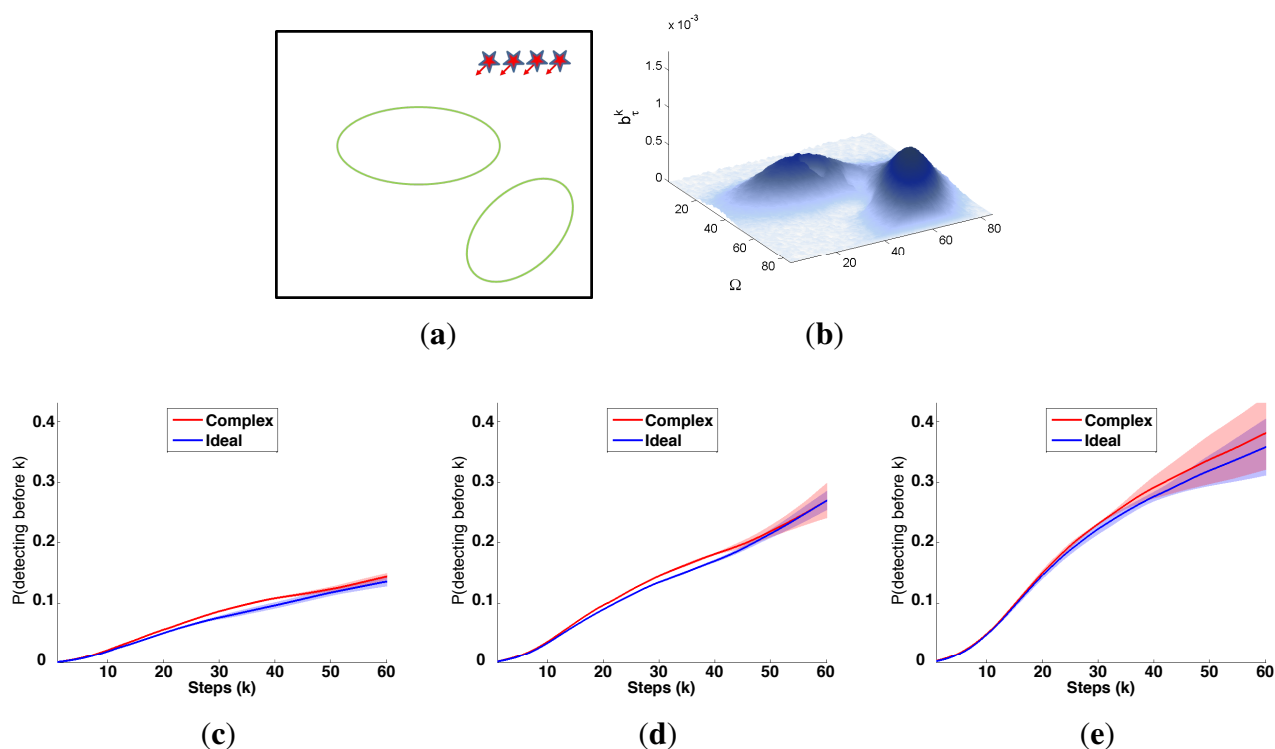 x 10⁻³
1.5
1
0.5
0
bτᵏ
20
40
60
80
20
40
60
80
Ω
(a)
(b)
Complex
Ideal
P(detecting before k)
0.4
0.3
0.2
0.1
0
10 20 30 40 50 60
Steps (k)
(c)
Complex
Ideal
P(detecting before k)
0.4
0.3
0.2
0.1
0
10 20 30 40 50 60
Steps (k)
(d)
Complex
Ideal
P(detecting before k)
0.4
0.3
0.2
0.1
0
10 20 30 40 50 60
Steps (k)
(e)